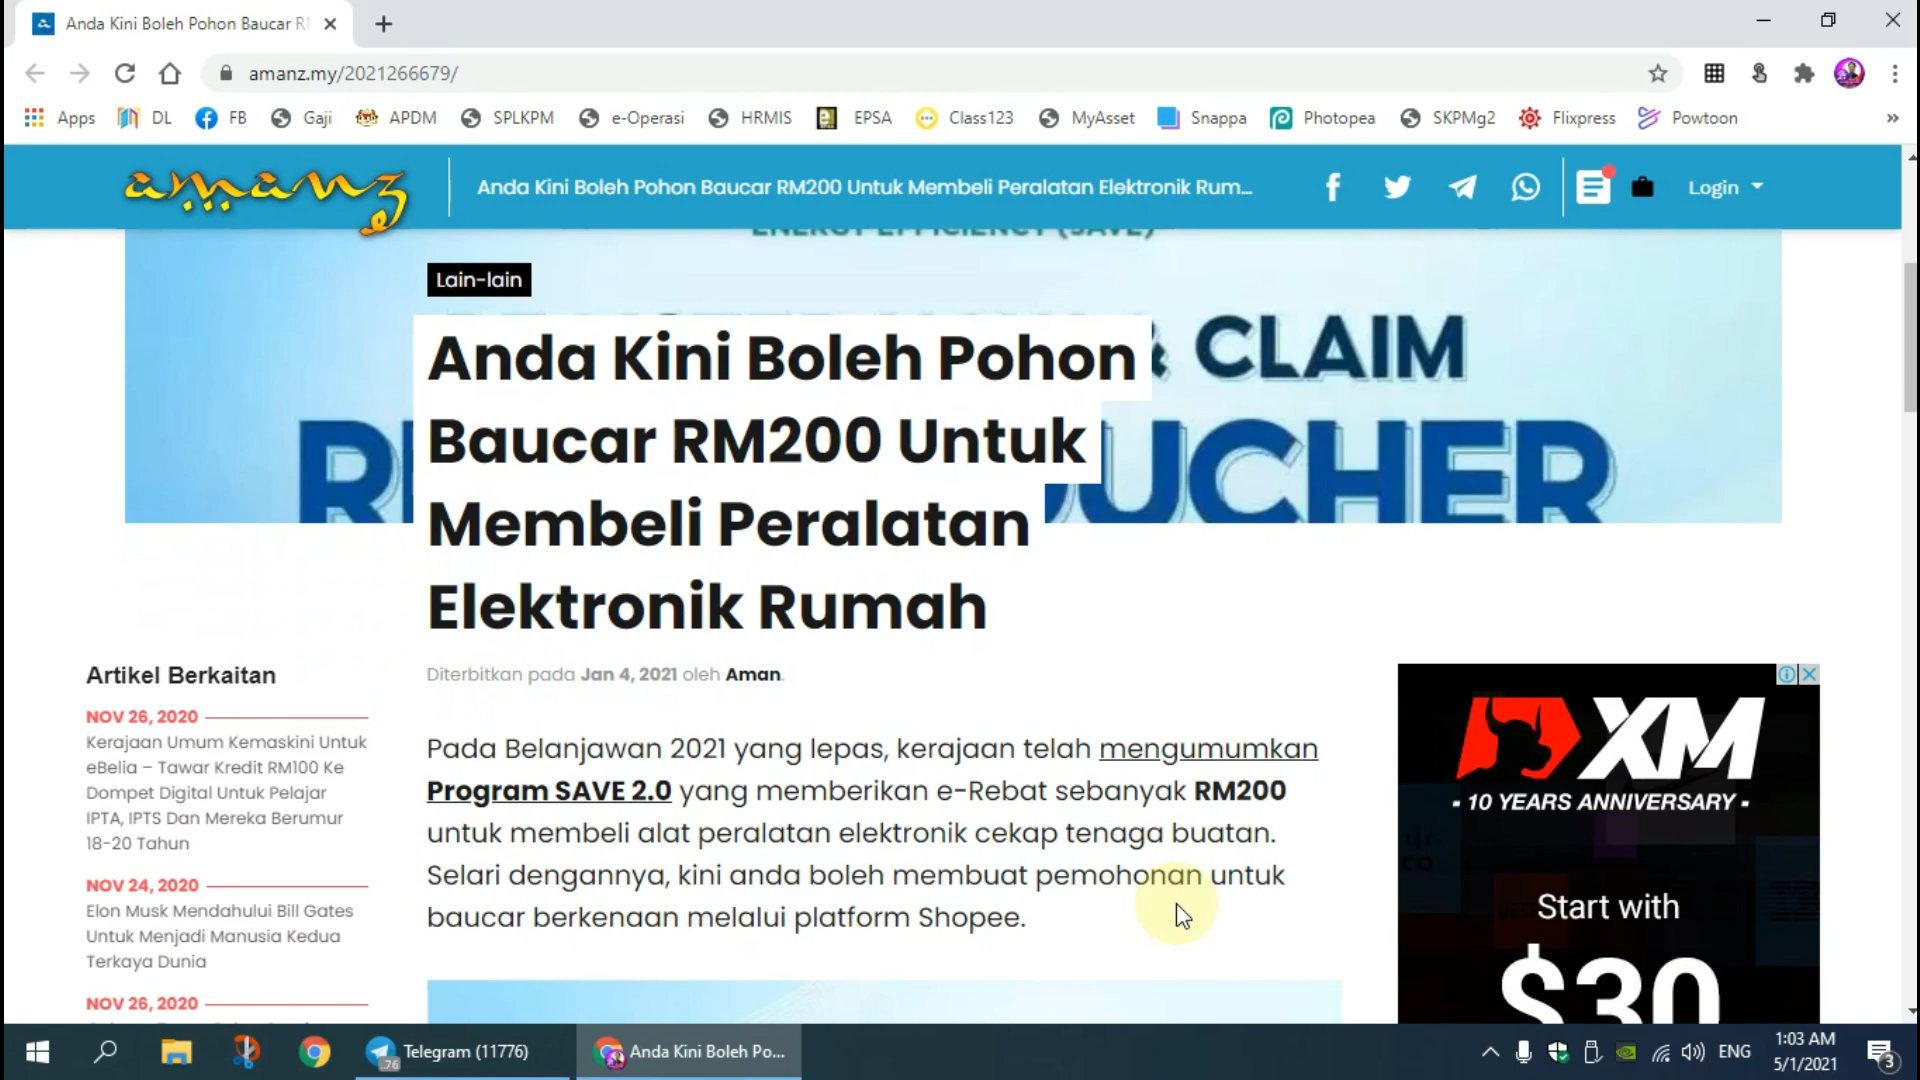 Anda Kini Boleh Pohon Baucar R
amanz.my/2021266679/
Apps DL FB Gaji APDM SPLKPM e-Operasi HRMIS EPSA Class123 MyAsset Snappa Photopea SKPMg2 Flixpress Powtoon »
amanz Anda Kini Boleh Pohon Baucar RM200 Untuk Membeli Peralatan Elektronik Rum... Login
ENERGY EFFICIENCY (SAVE)
Lain-lain
& CLAIM
Anda Kini Boleh Pohon
Baucar RM200 Untuk
Membeli Peralatan
Elektronik Rumah
UCHER
Diterbitkan pada Jan 4, 2021 oleh Aman.
Pada Belanjawan 2021 yang lepas, kerajaan telah mengumumkan
Program SAVE 2.0 yang memberikan e-Rebat sebanyak RM200
untuk membeli alat peralatan elektronik cekap tenaga buatan.
Selari dengannya, kini anda boleh membuat pemohonan untuk
baucar berkenaan melalui platform Shopee.
Artikel Berkaitan
NOV 26, 2020
Kerajaan Umum Kemaskini Untuk
eBelia – Tawar Kredit RM100 Ke
Dompet Digital Untuk Pelajar
IPTA, IPTS Dan Mereka Berumur
18-20 Tahun
NOV 24, 2020
Elon Musk Mendahului Bill Gates
Untuk Menjadi Manusia Kedua
Terkaya Dunia
NOV 26, 2020
XM
- 10 YEARS ANNIVERSARY -
Start with
$30
Telegram (11776)
.76
Anda Kini Boleh Po...
ENG
1:03 AM
5/1/2021
3